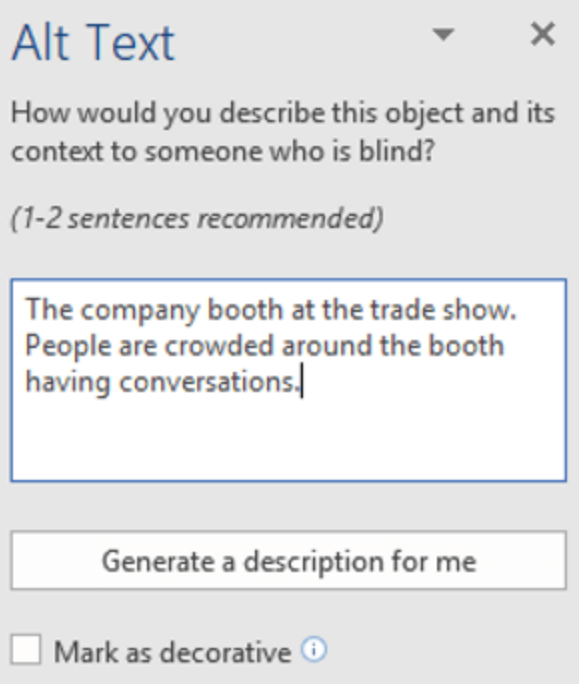 Alt Text
How would you describe this object and its
context to someone who is blind?
(1-2 sentences recommended)
The company booth at the trade show.
People are crowded around the booth
having conversations.
Generate a description for me
Mark as decorative